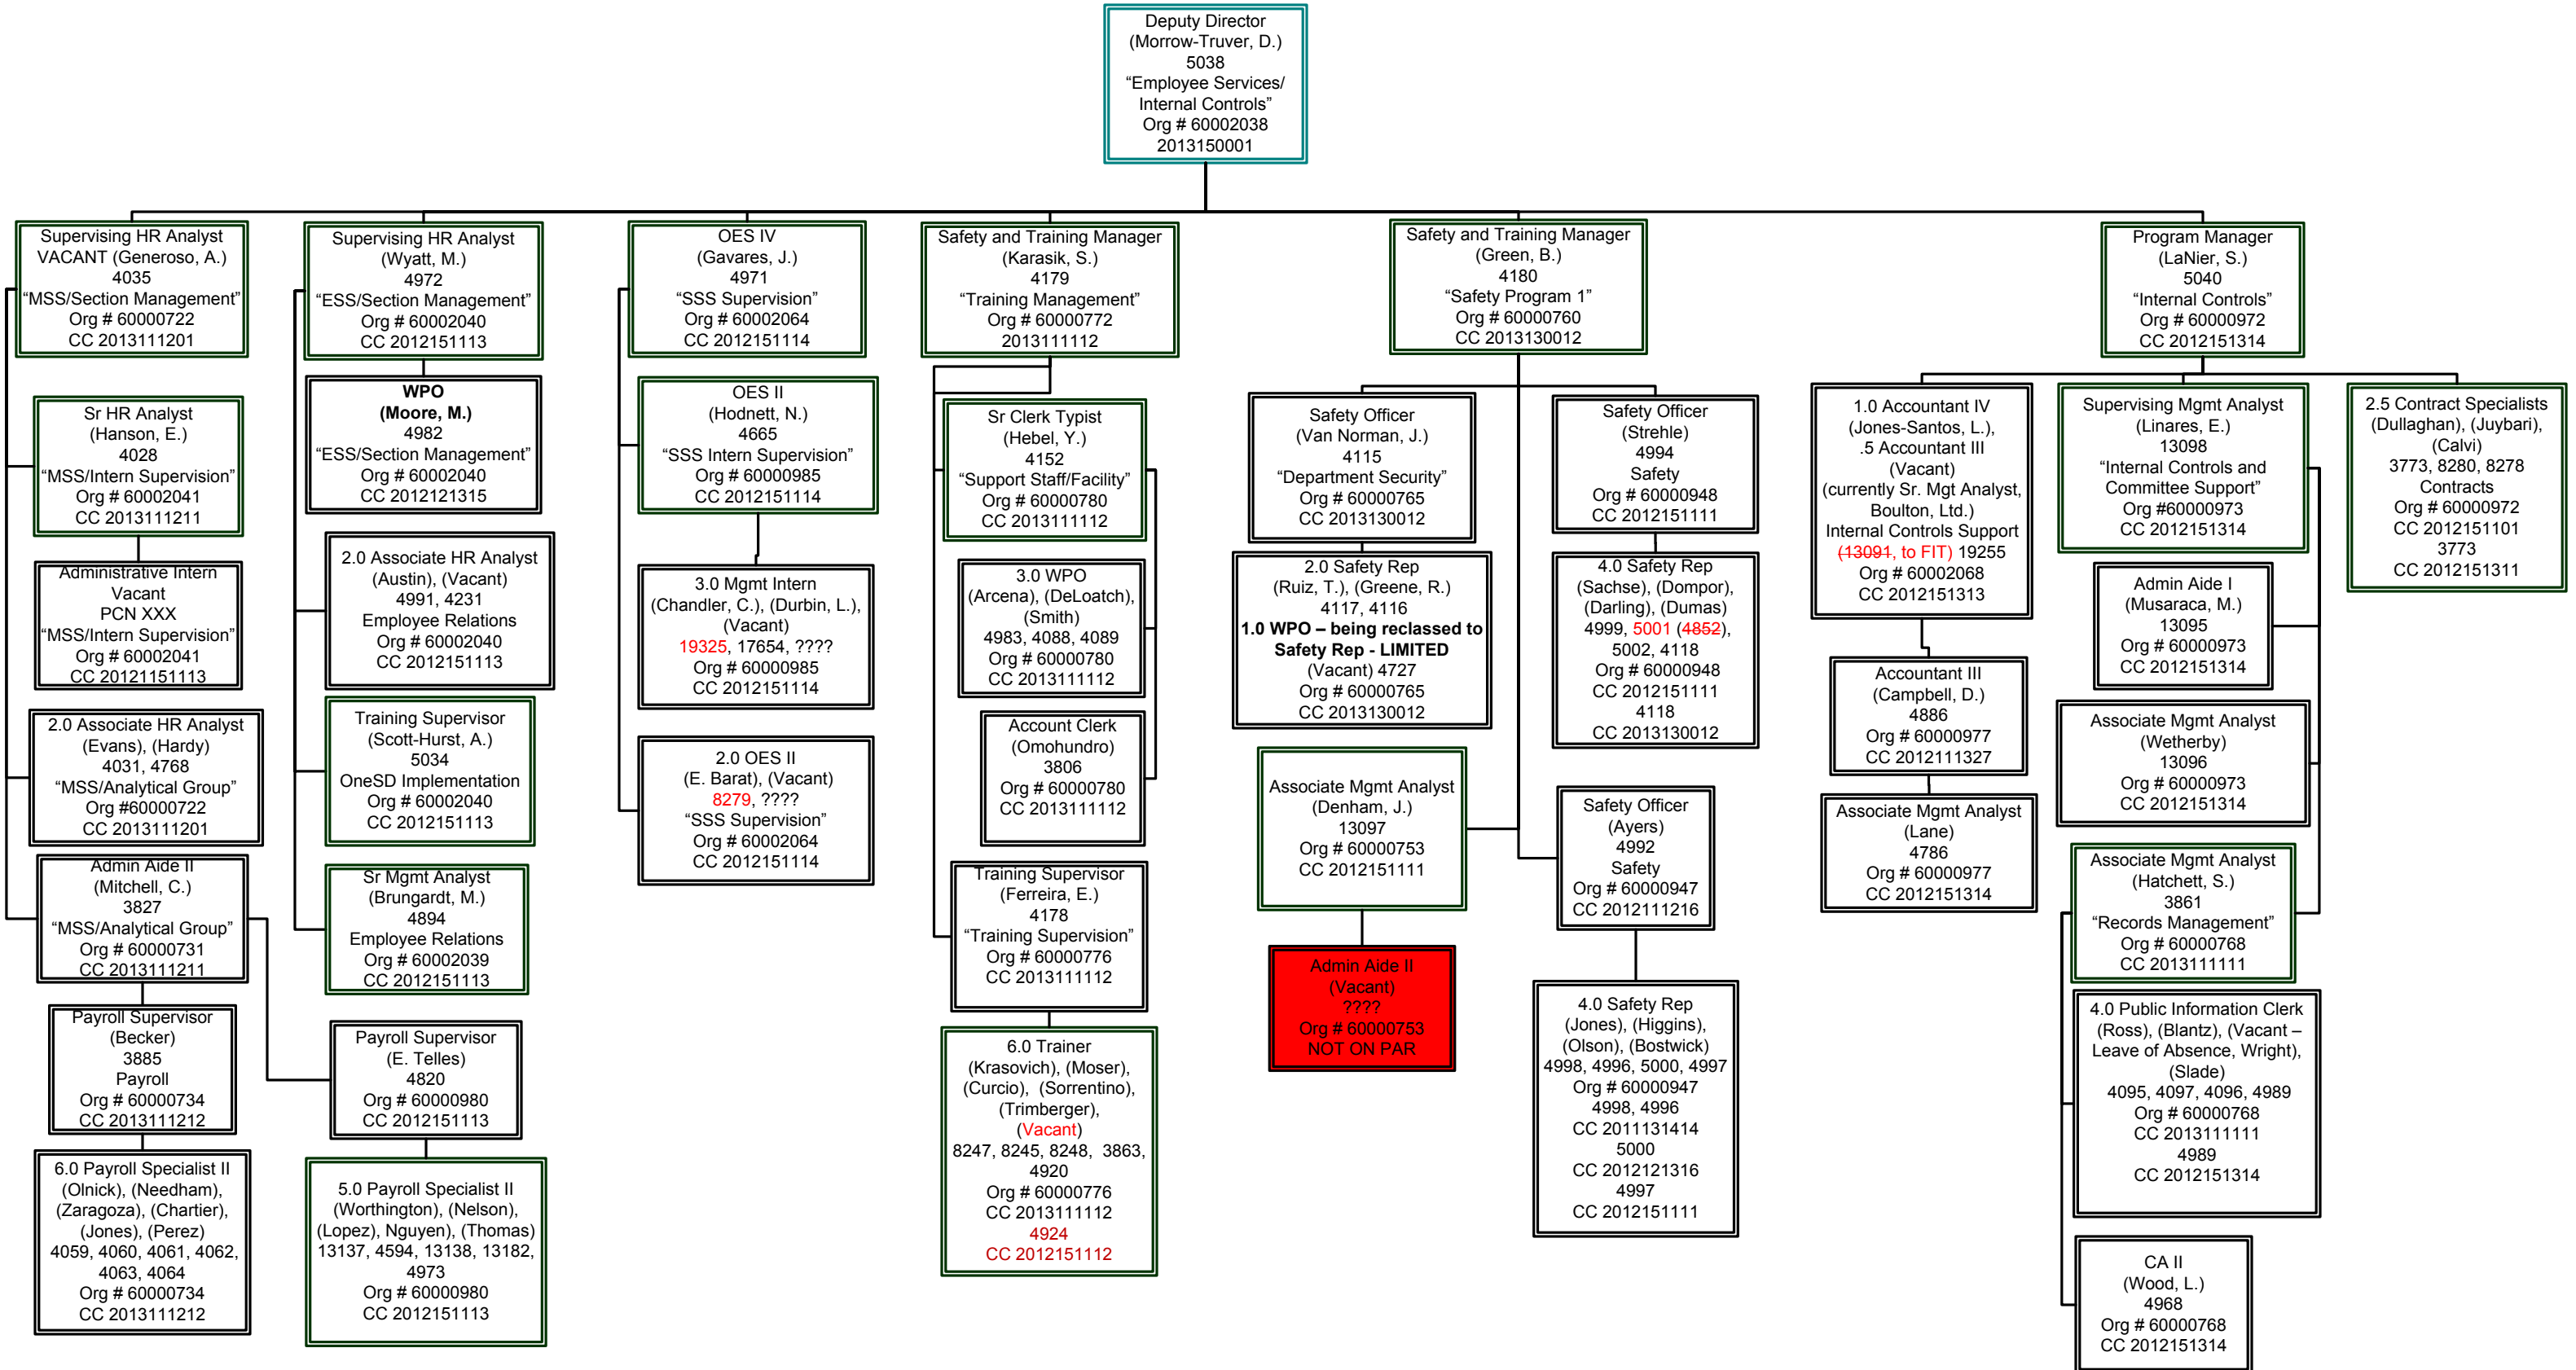 Deputy Director
(Morrow-Truver, D.)
5038
“Employee Services/
Internal Controls”
Org # 60002038
2013150001
Supervising HR Analyst
VACANT (Generoso, A.)
4035
“MSS/Section Management”
Org # 60000722
CC 2013111201
Sr HR Analyst
(Hanson, E.)
4028
“MSS/Intern Supervision”
Org # 60002041
CC 2013111211
Administrative Intern
Vacant
PCN XXX
“MSS/Intern Supervision”
Org # 60002041
CC 20121151113
2.0 Associate HR Analyst
(Evans), (Hardy)
4031, 4768
“MSS/Analytical Group”
Org #60000722
CC 2013111201
Admin Aide II
(Mitchell, C.)
3827
“MSS/Analytical Group”
Org # 60000731
CC 2013111211
Payroll Supervisor
(Becker)
3885
Payroll
Org # 60000734
CC 2013111212
6.0 Payroll Specialist II
(Olnick), (Needham),
(Zaragoza), (Chartier),
(Jones), (Perez)
4059, 4060, 4061, 4062,
4063, 4064
Org # 60000734
CC 2013111212
Supervising HR Analyst
(Wyatt, M.)
4972
“ESS/Section Management”
Org # 60002040
CC 2012151113
WPO
(Moore, M.)
4982
“ESS/Section Management”
Org # 60002040
CC 2012121315
2.0 Associate HR Analyst
(Austin), (Vacant)
4991, 4231
Employee Relations
Org # 60002040
CC 2012151113
Training Supervisor
(Scott-Hurst, A.)
5034
OneSD Implementation
Org # 60002040
CC 2012151113
Sr Mgmt Analyst
(Brungardt, M.)
4894
Employee Relations
Org # 60002039
CC 2012151113
Payroll Supervisor
(E. Telles)
4820
Org # 60000980
CC 2012151113
5.0 Payroll Specialist II
(Worthington), (Nelson),
(Lopez), Nguyen), (Thomas)
13137, 4594, 13138, 13182,
4973
Org # 60000980
CC 2012151113
OES IV
(Gavares, J.)
4971
“SSS Supervision”
Org # 60002064
CC 2012151114
OES II
(Hodnett, N.)
4665
“SSS Intern Supervision”
Org # 60000985
CC 2012151114
3.0 Mgmt Intern
(Chandler, C.), (Durbin, L.),
(Vacant)
19325, 17654, ????
Org # 60000985
CC 2012151114
2.0 OES II
(E. Barat), (Vacant)
8279, ????
“SSS Supervision”
Org # 60002064
CC 2012151114
Safety and Training Manager
(Karasik, S.)
4179
“Training Management”
Org # 60000772
2013111112
Sr Clerk Typist
(Hebel, Y.)
4152
“Support Staff/Facility”
Org # 60000780
CC 2013111112
3.0 WPO
(Arcena), (DeLoatch),
(Smith)
4983, 4088, 4089
Org # 60000780
CC 2013111112
Account Clerk
(Omohundro)
3806
Org # 60000780
CC 2013111112
Training Supervisor
(Ferreira, E.)
4178
“Training Supervision”
Org # 60000776
CC 2013111112
6.0 Trainer
(Krasovich), (Moser),
(Curcio), (Sorrentino),
(Trimberger),
(Vacant)
8247, 8245, 8248, 3863,
4920
Org # 60000776
CC 2013111112
4924
CC 2012151112
Safety and Training Manager
(Green, B.)
4180
“Safety Program 1”
Org # 60000760
CC 2013130012
Safety Officer
(Van Norman, J.)
4115
“Department Security”
Org # 60000765
CC 2013130012
2.0 Safety Rep
(Ruiz, T.), (Greene, R.)
4117, 4116
1.0 WPO – being reclassed to
Safety Rep - LIMITED
(Vacant) 4727
Org # 60000765
CC 2013130012
Associate Mgmt Analyst
(Denham, J.)
13097
Org # 60000753
CC 2012151111
Admin Aide II
(Vacant)
????
Org # 60000753
NOT ON PAR
Safety Officer
(Strehle)
4994
Safety
Org # 60000948
CC 2012151111
4.0 Safety Rep
(Sachse), (Dompor),
(Darling), (Dumas)
4999, 5001 (4852),
5002, 4118
Org # 60000948
CC 2012151111
4118
CC 2013130012
Safety Officer
(Ayers)
4992
Safety
Org # 60000947
CC 2012111216
4.0 Safety Rep
(Jones), (Higgins),
(Olson), (Bostwick)
4998, 4996, 5000, 4997
Org # 60000947
4998, 4996
CC 2011131414
5000
CC 2012121316
4997
CC 2012151111
Program Manager
(LaNier, S.)
5040
“Internal Controls”
Org # 60000972
CC 2012151314
1.0 Accountant IV
(Jones-Santos, L.),
.5 Accountant III
(Vacant)
(currently Sr. Mgt Analyst,
Boulton, Ltd.)
Internal Controls Support
(13091, to FIT) 19255
Org # 60002068
CC 2012151313
Accountant III
(Campbell, D.)
4886
Org # 60000977
CC 2012111327
Associate Mgmt Analyst
(Lane)
4786
Org # 60000977
CC 2012151314
Supervising Mgmt Analyst
(Linares, E.)
13098
“Internal Controls and
Committee Support”
Org #60000973
CC 2012151314
Admin Aide I
(Musaraca, M.)
13095
Org # 60000973
CC 2012151314
Associate Mgmt Analyst
(Wetherby)
13096
Org # 60000973
CC 2012151314
Associate Mgmt Analyst
(Hatchett, S.)
3861
“Records Management”
Org # 60000768
CC 2013111111
4.0 Public Information Clerk
(Ross), (Blantz), (Vacant –
Leave of Absence, Wright),
(Slade)
4095, 4097, 4096, 4989
Org # 60000768
CC 2013111111
4989
CC 2012151314
CA II
(Wood, L.)
4968
Org # 60000768
CC 2012151314
2.5 Contract Specialists
(Dullaghan), (Juybari),
(Calvi)
3773, 8280, 8278
Contracts
Org # 60000972
CC 2012151101
3773
CC 2012151311